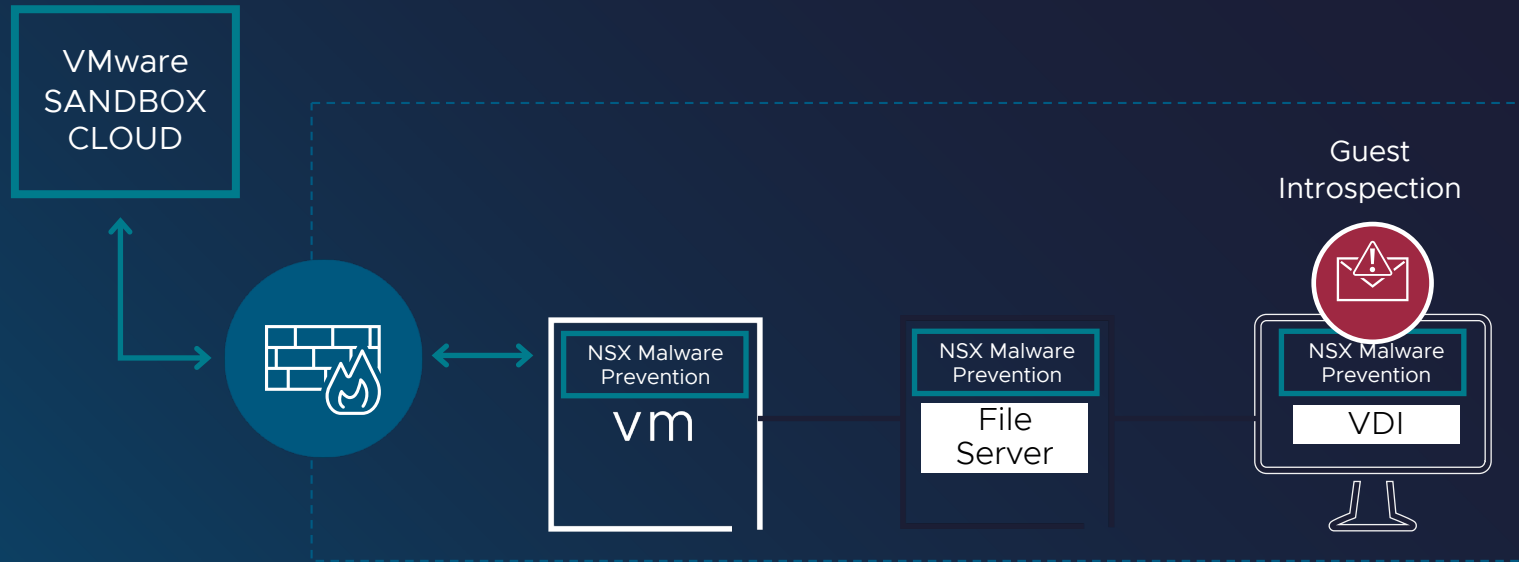 VMware
SANDBOX
CLOUD
Guest
Introspection
NSX Malware
Prevention
vm
NSX Malware
Prevention
File
Server
NSX Malware
Prevention
VDI